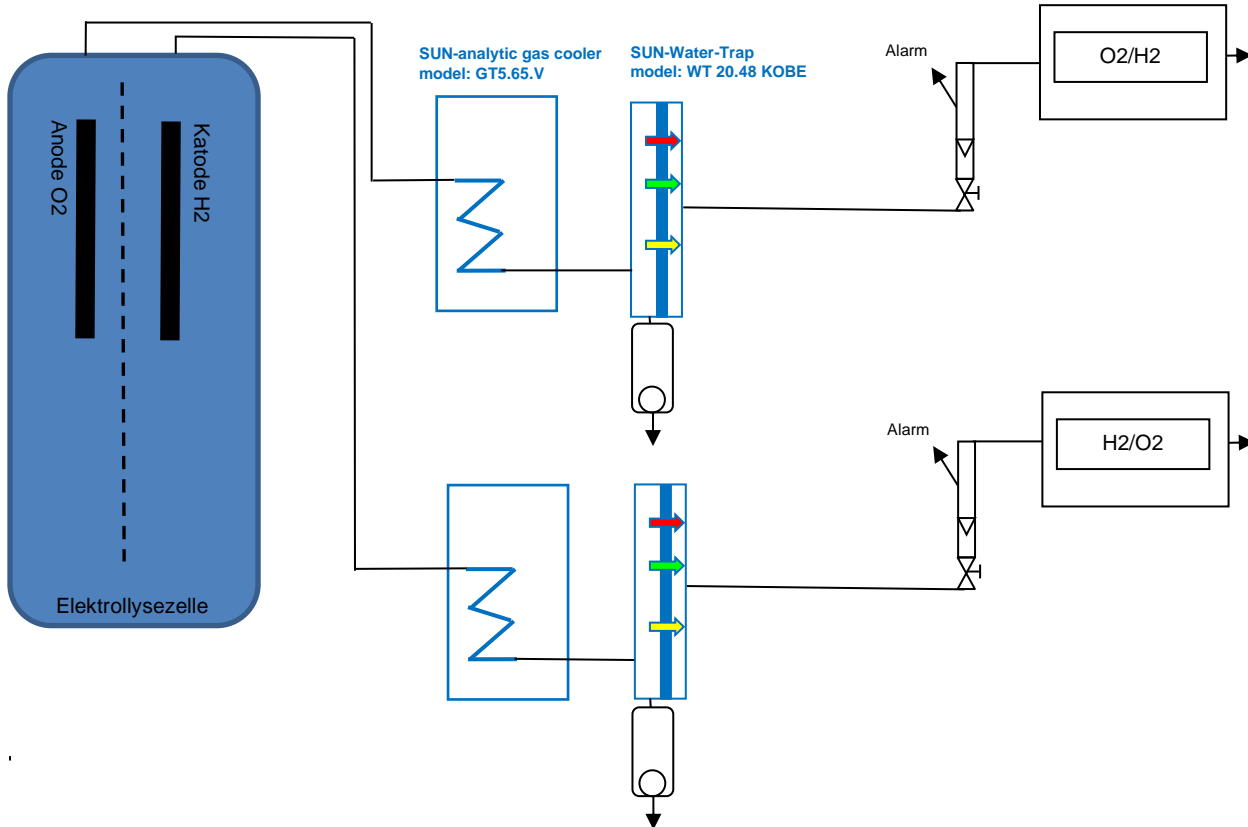 SUN-analytic gas cooler
model: GT5.65.V
SUN-Water-Trap
model: WT 20.48 KOBE
Alarm
O2/H2
Anode O2
Katode H2
Alarm
H2/O2
Elektrollysezelle